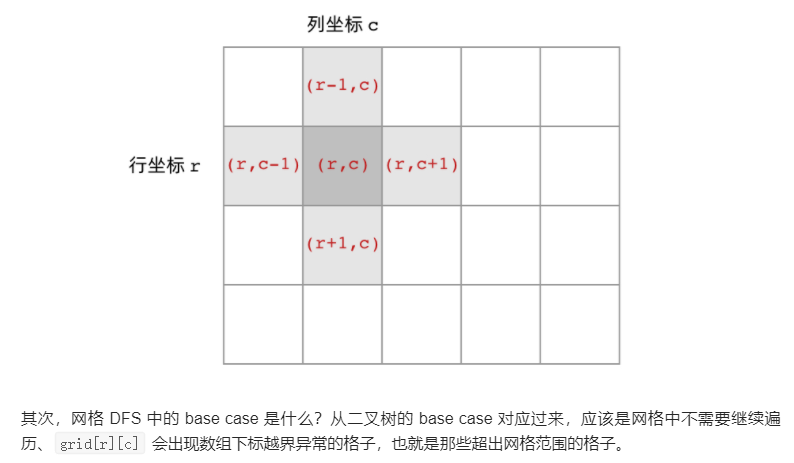 列坐标 c
(r-1,c)
行坐标 r (r,c-1) (r,c) (r,c+1)
(r+1,c)
其次，网格 DFS 中的 base case 是什么？从二叉树的 base case 对应过来，应该是网格中不需要继续遍
历、 grid[r][c] 会出现数组下标越界异常的格子，也就是那些超出网格范围的格子。